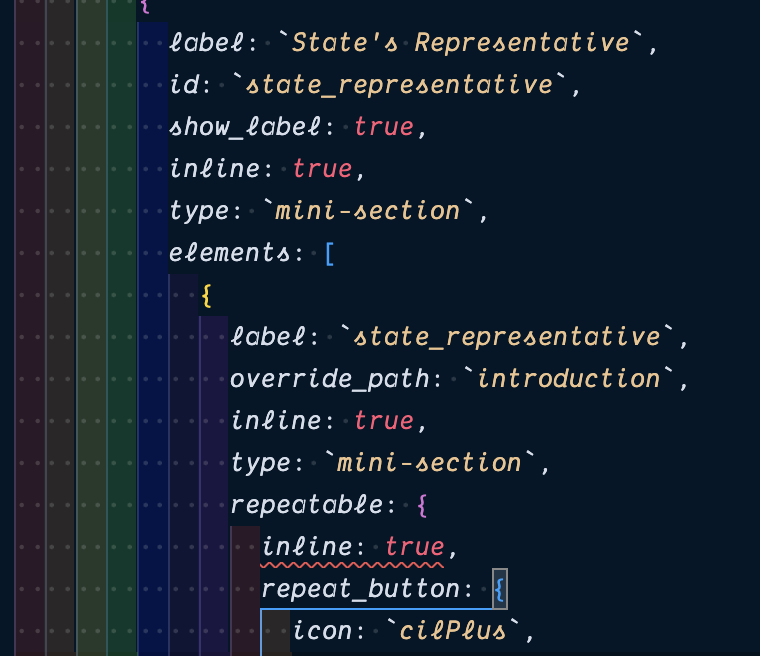 {
label: `State's Representative`,
id: `state_representative`,
show_label: true,
inline: true,
type: `mini-section`,
elements: [
{
label: `state_representative`,
override_path: `introduction`,
inline: true,
type: `mini-section`,
repeatable: {
inline: true,
repeat_button: {
icon: `cilPlus`,